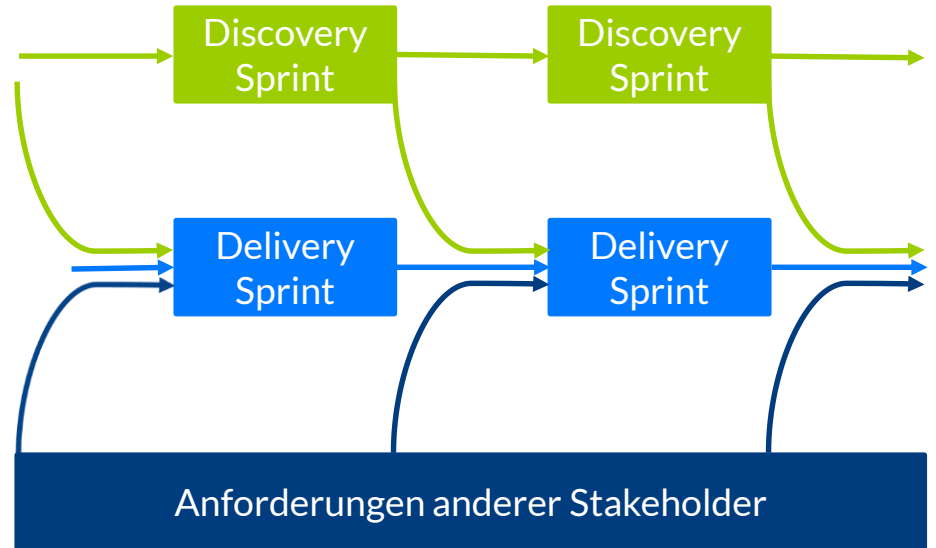 Discovery
Sprint
Discovery
Sprint
Delivery
Sprint
Delivery
Sprint
Anforderungen anderer Stakeholder